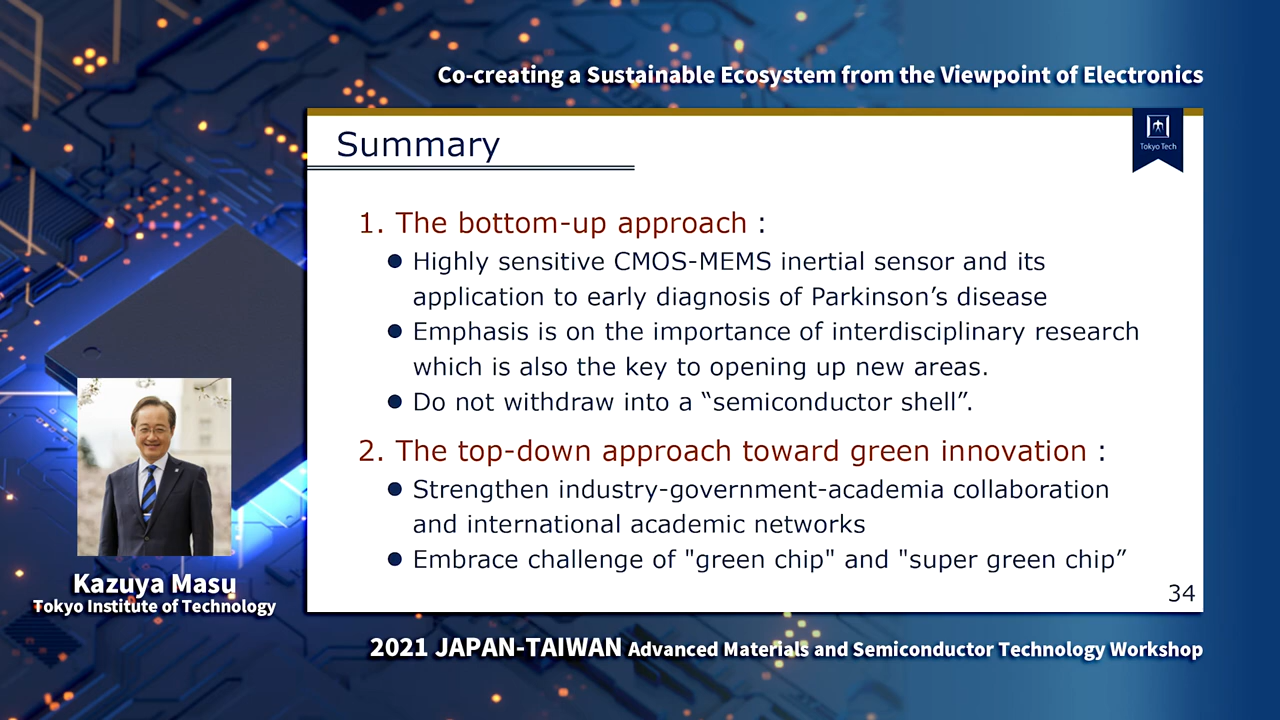 Co-creating a Sustainable Ecosystem from the Viewpoint of Electronics
Summary
Tokyo Tech
1. The bottom-up approach :
● Highly sensitive CMOS-MEMS inertial sensor and its
application to early diagnosis of Parkinson’s disease
● Emphasis is on the importance of interdisciplinary research
which is also the key to opening up new areas.
● Do not withdraw into a “semiconductor shell”.
2. The top-down approach toward green innovation :
● Strengthen industry-government-academia collaboration
and international academic networks
● Embrace challenge of "green chip" and "super green chip”
34
Kazuya Masu
Tokyo Institute of Technology
2021 JAPAN-TAIWAN Advanced Materials and Semiconductor Technology Workshop